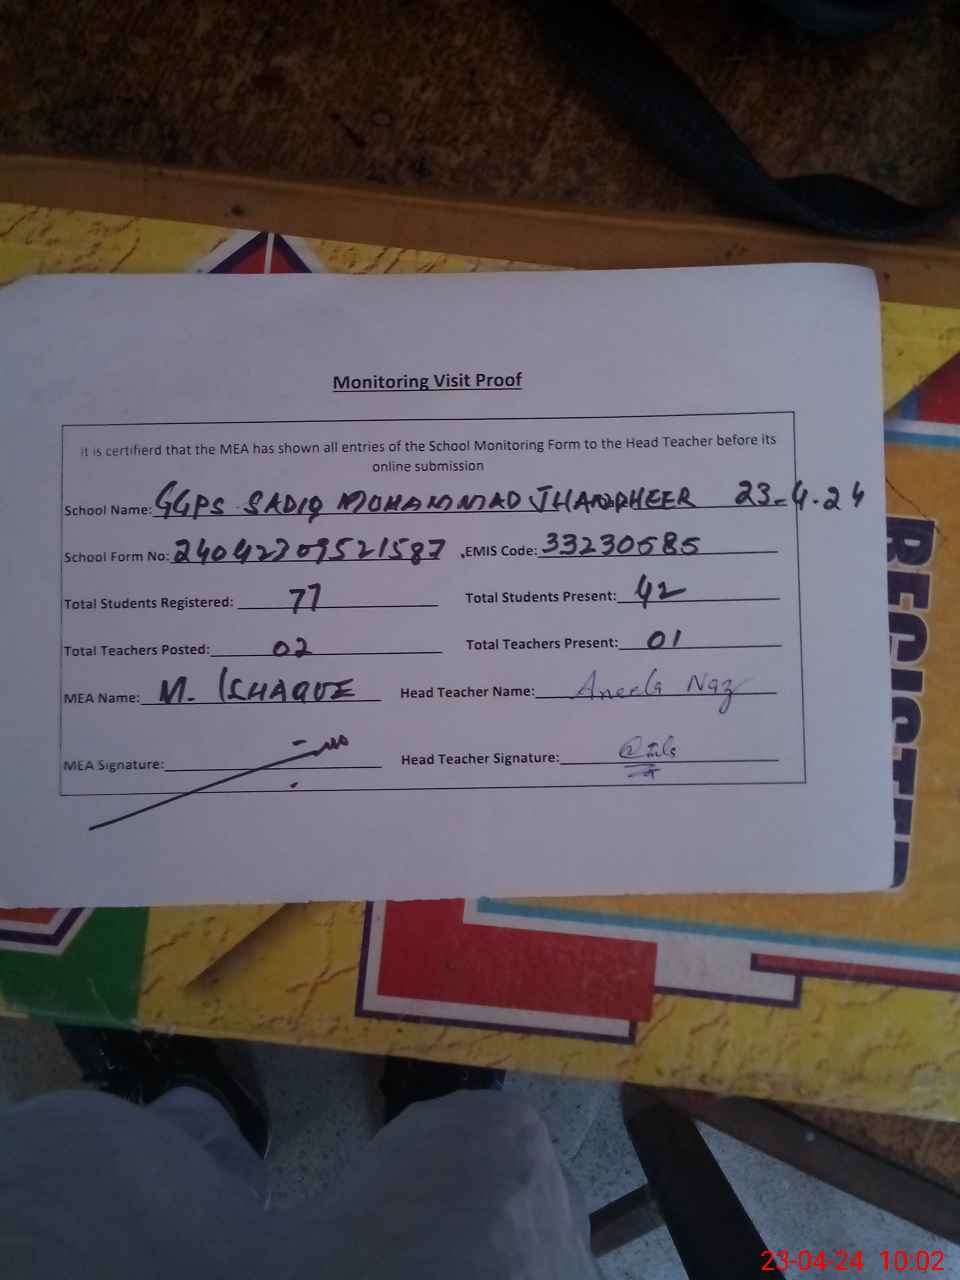 Monitoring Visit Proof
It is certifierd that the MEA has shown all entries of the School Monitoring Form to the Head Teacher before its
online submission
School Name: GGPS SADIQ MOHAMMAD JHANDHEER 23-4-24
School Form No: 24042309521587 ,EMIS Code: 33230585
Total Students Registered: 77 Total Students Present: 42
Total Teachers Posted: 02 Total Teachers Present: 01
MEA Name: M. ISHAQUE Head Teacher Name: Aneela Naz
MEA Signature: Head Teacher Signature:
REGISTER
23-04-24 10:02